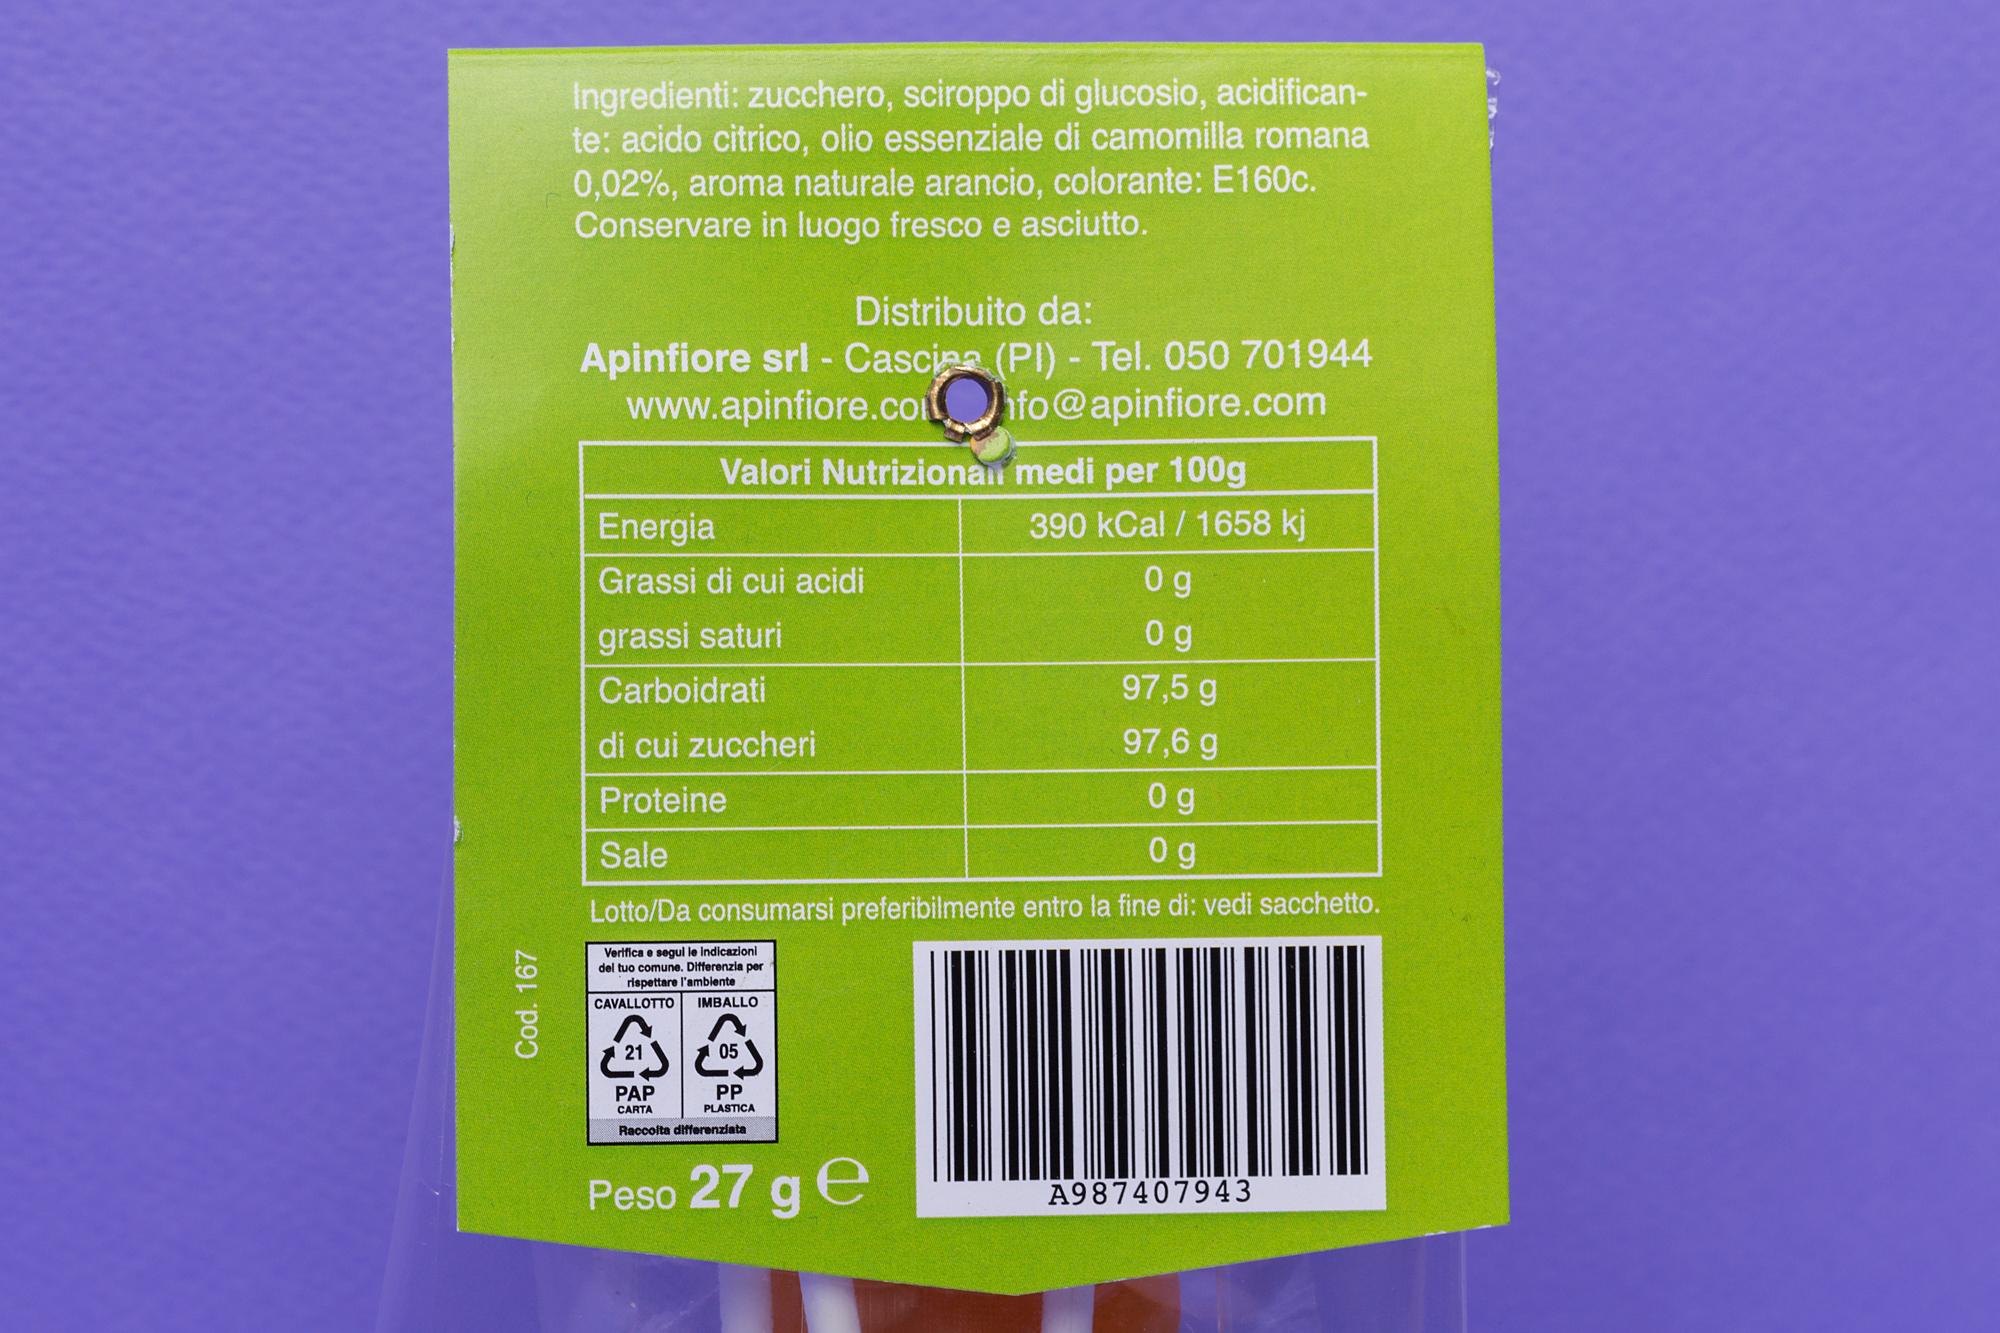 Ingredienti: zucchero, sciroppo di glucosio, acidifican-
te: acido citrico, olio essenziale di camomilla romana
0,02%, aroma naturale arancio, colorante: E160c.
Conservare in luogo fresco e asciutto.
Distribuito da:
Apinfiore srl - Cascina (PI) - Tel. 050 701944
www.apinfiore.co nfo@apinfiore.com
Valori Nutrizionali medi per 100g
Energia 390 kCal / 1658 kj
Grassi di cui acidi 0 g
grassi saturi 0 g
Carboidrati 97,5 g
di cui zuccheri 97,6 g
Proteine 0 g
Sale 0 g
Lotto/Da consumarsi preferibilmente entro la fine di: vedi sacchetto.
Cod. 167
Verifica e segui le indicazioni
del tuo comune. Differenzia per
rispettare l'ambiente
CAVALLOTTO IMBALLO
21 05
PAP PP
CARTA PLASTICA
Raccolta differenziata
Peso 27 g e
A987407943